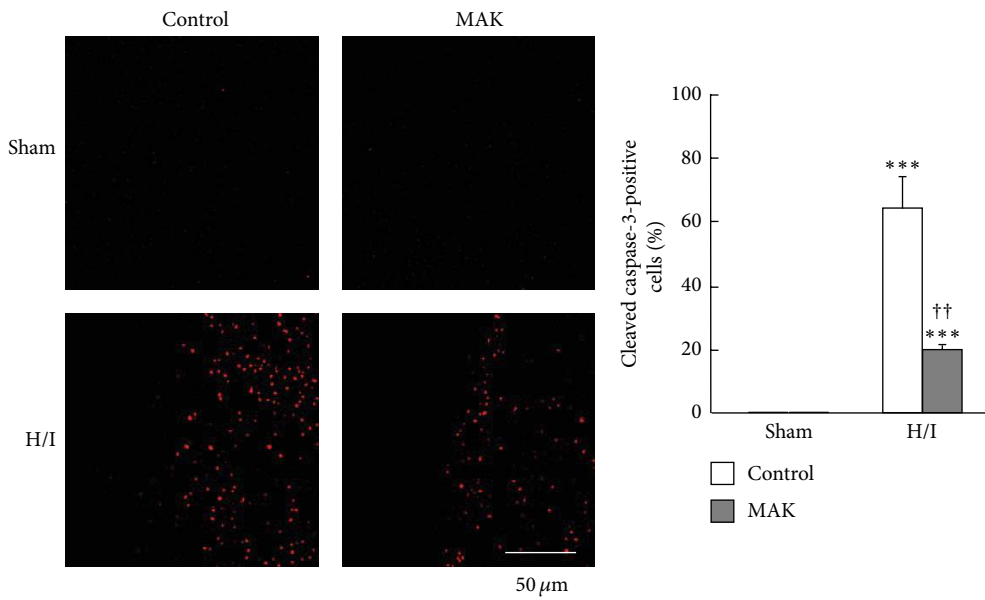 Control
MAK
Sham
H/I
50 μm
Cleaved caspase-3-positive
cells (%)
100
80
60
40
20
0
***
††
***
Sham
H/I
Control
MAK